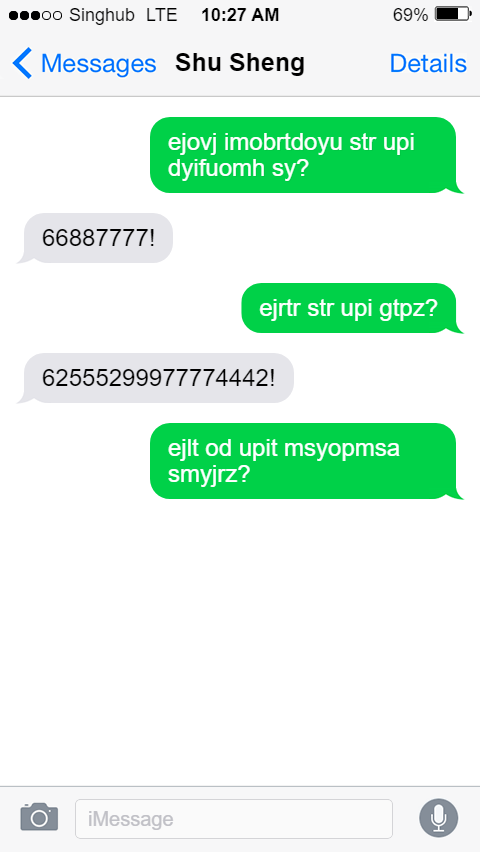 Singhub LTE 10:27 AM 69%
Messages Shu Sheng Details
ejovj imobrtdoyu str upi
dyifuomh sy?
66887777!
ejrtr str upi gtpz?
62555299977774442!
ejlt od upit msyopmsa
smyjrz?
iMessage